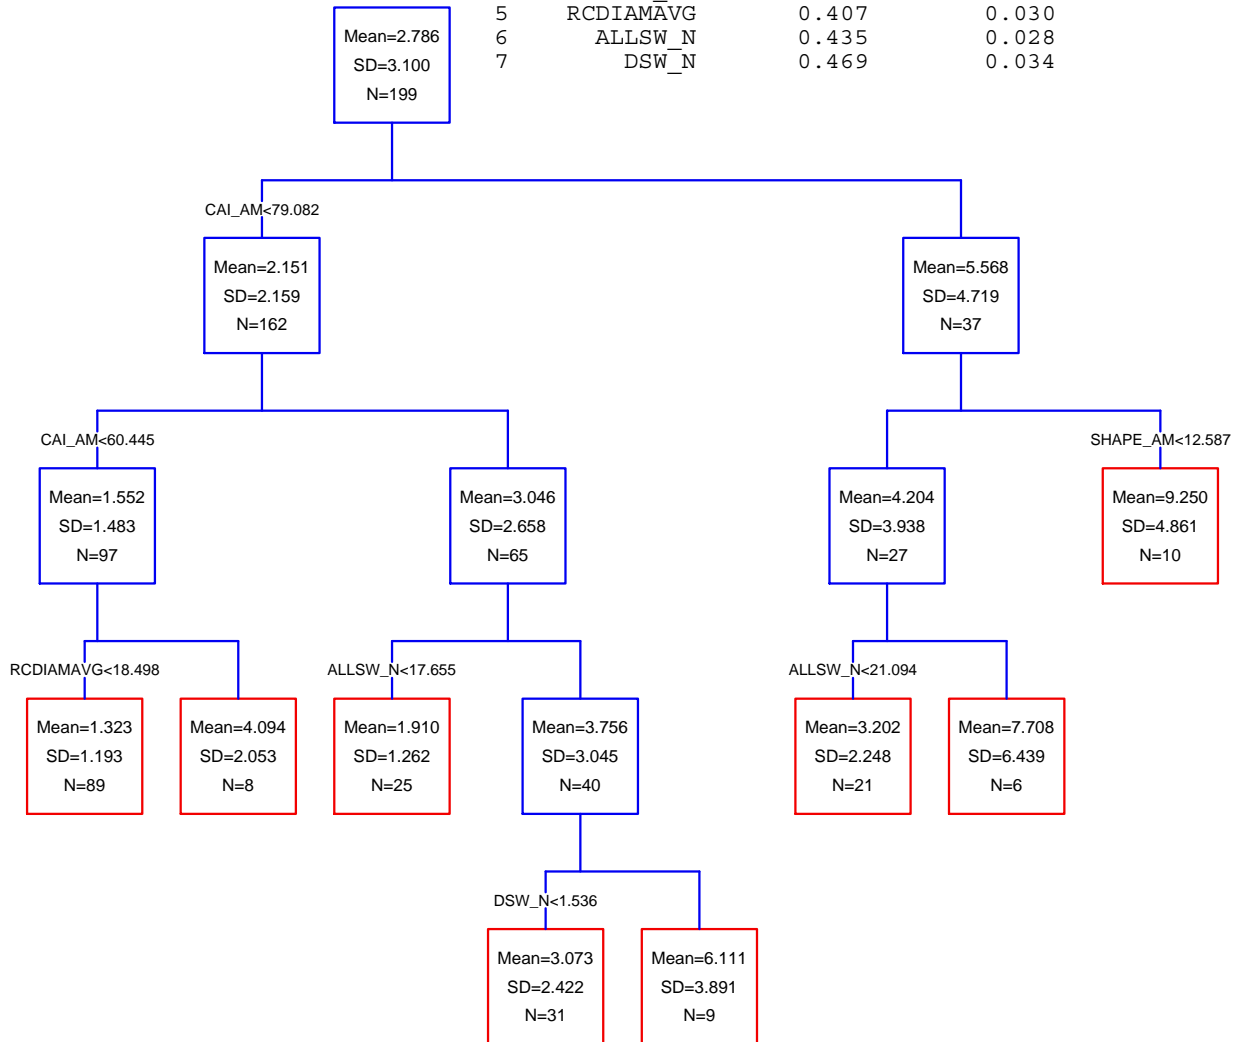 5 RCDIAMAVG 0.407 0.030
6 ALLSW_N 0.435 0.028
7 DSW_N 0.469 0.034
Mean=2.786
SD=3.100
N=199
CAI_AM<79.082
Mean=2.151
SD=2.159
N=162
Mean=5.568
SD=4.719
N=37
CAI_AM<60.445
SHAPE_AM<12.587
Mean=1.552
SD=1.483
N=97
Mean=3.046
SD=2.658
N=65
Mean=4.204
SD=3.938
N=27
Mean=9.250
SD=4.861
N=10
RCDIAMAVG<18.498
ALLSW_N<17.655
ALLSW_N<21.094
Mean=1.323
SD=1.193
N=89
Mean=4.094
SD=2.053
N=8
Mean=1.910
SD=1.262
N=25
Mean=3.756
SD=3.045
N=40
Mean=3.202
SD=2.248
N=21
Mean=7.708
SD=6.439
N=6
DSW_N<1.536
Mean=3.073
SD=2.422
N=31
Mean=6.111
SD=3.891
N=9